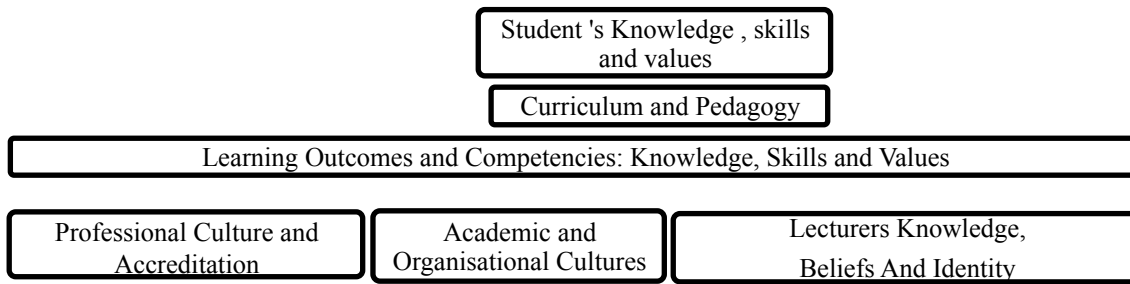 Student 's Knowledge , skills
and values
Curriculum and Pedagogy
Learning Outcomes and Competencies: Knowledge, Skills and Values
Professional Culture and
Accreditation
Academic and
Organisational Cultures
Lecturers Knowledge,
Beliefs And Identity